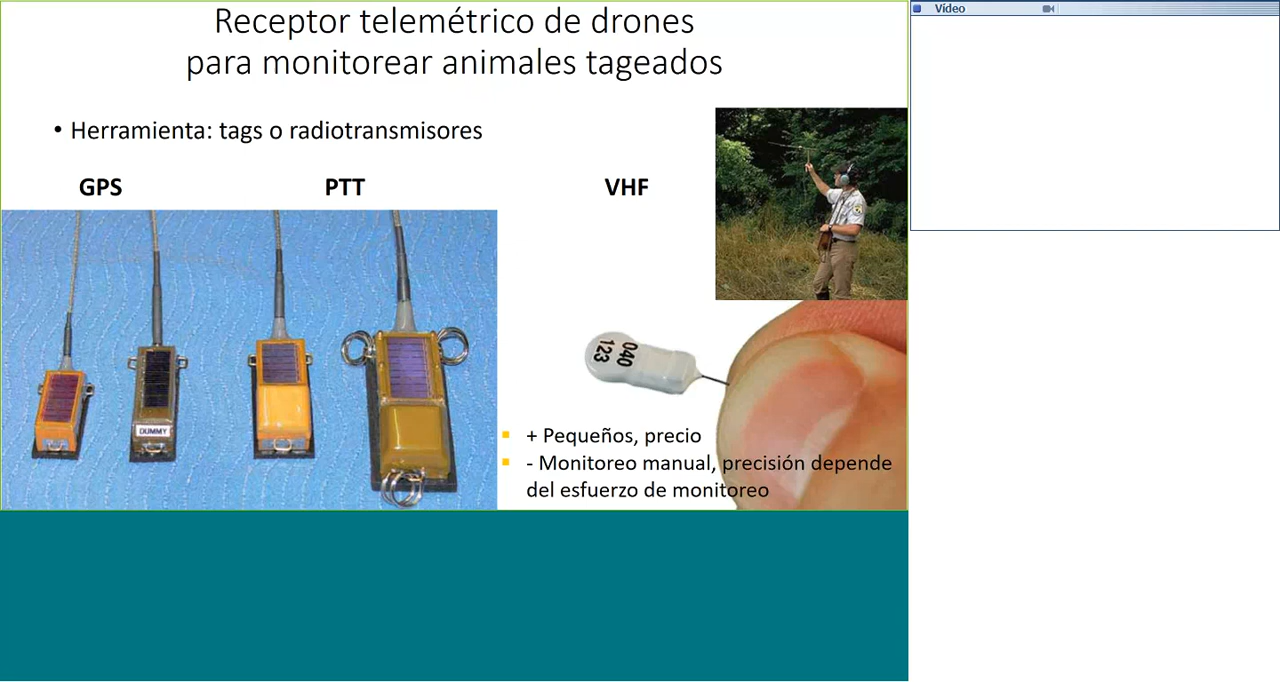 Receptor telemétrico de drones
para monitorear animales tageados
• Herramienta: tags o radiotransmisores
GPS
PTT
VHF
DUMMY
040
123
+ Pequeños, precio
- Monitoreo manual, precisión depende
del esfuerzo de monitoreo
Vídeo